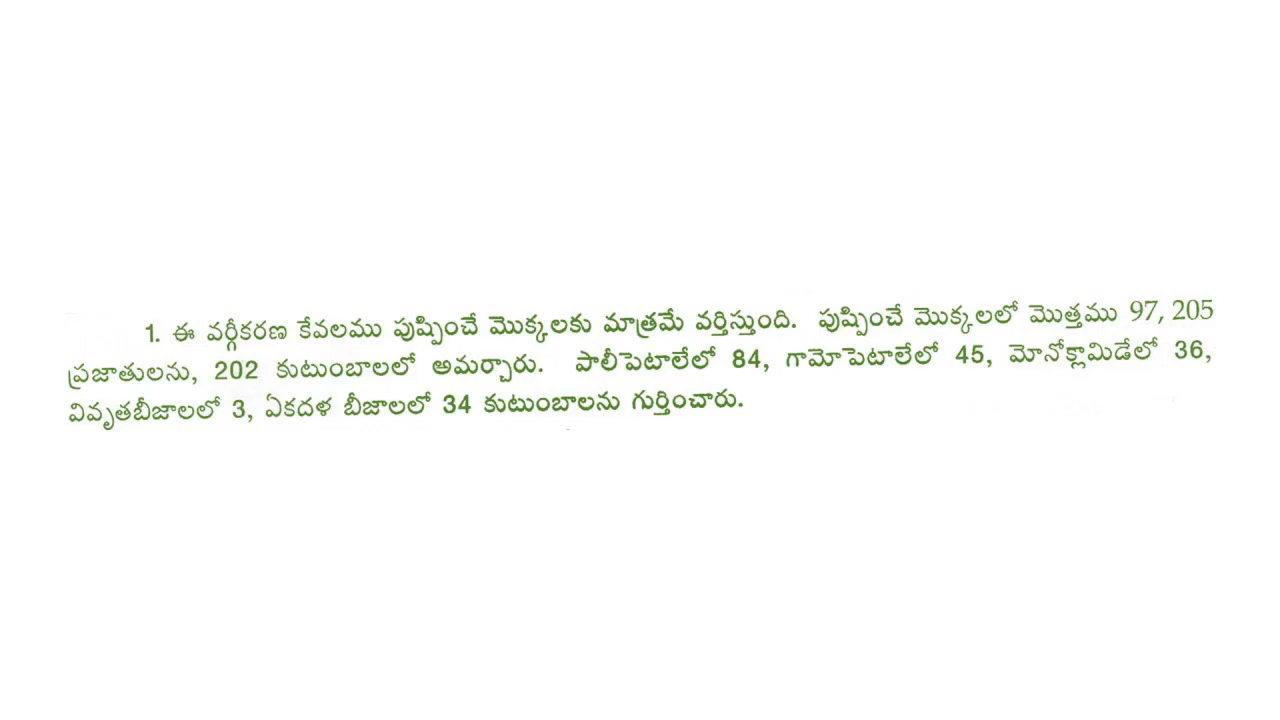 1. ఈ వర్గీకరణ కేవలము పుష్పించే మొక్కలకు మాత్రమే వర్తిస్తుంది. పుష్పించే మొక్కలలో మొత్తము 97, 205
ప్రజాతులను, 202 కుటుంబాలలో అమర్చారు. పాలీపెటాలేలో 84, గామోపెటాలేలో 45, మోనోక్లామిడేలో 36,
వివృతబీజాలలో 3, ఏకదళ బీజాలలో 34 కుటుంబాలను గుర్తించారు.